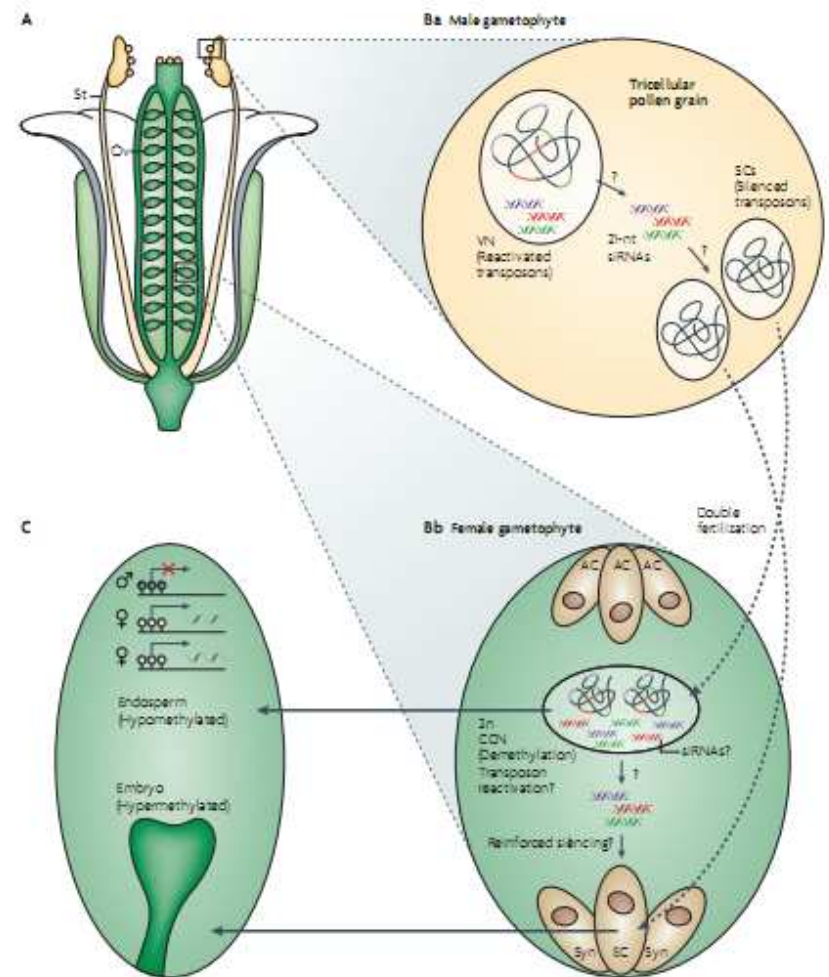 A
St
Ov
Ba Male gametophyte
Tricellular
pollen grain
?
SCs
(Silenced
transposons)
VN
(Reactivated
transposons)
21-nt
siRNAs
?
Double
fertilization
C
♂
♀
♀
Endosperm
(Hypomethylated)
Embryo
(Hypermethylated)
Bb Female gametophyte
AC AC AC
2n
CCN
(Demethylation)
Transposon
reactivation?
siRNAs?
?
Reinforced silencing?
Syn EC Syn